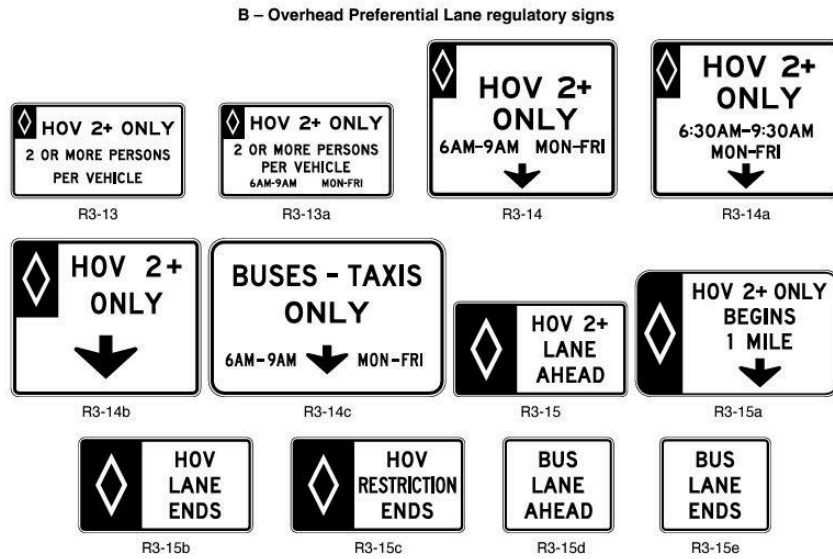 B – Overhead Preferential Lane regulatory signs
HOV 2+ ONLY
2 OR MORE PERSONS
PER VEHICLE
R3-13
HOV 2+ ONLY
2 OR MORE PERSONS
PER VEHICLE
6AM-9AM MON-FRI
R3-13a
HOV 2+
ONLY
6AM-9AM MON-FRI
R3-14
HOV 2+
ONLY
6:30AM-9:30AM
MON-FRI
R3-14a
HOV 2+
ONLY
R3-14b
BUSES - TAXIS
ONLY
6AM-9AM MON-FRI
R3-14c
HOV 2+
LANE
AHEAD
R3-15
HOV 2+ ONLY
BEGINS
1 MILE
R3-15a
HOV
LANE
ENDS
R3-15b
HOV
RESTRICTION
ENDS
R3-15c
BUS
LANE
AHEAD
R3-15d
BUS
LANE
ENDS
R3-15e